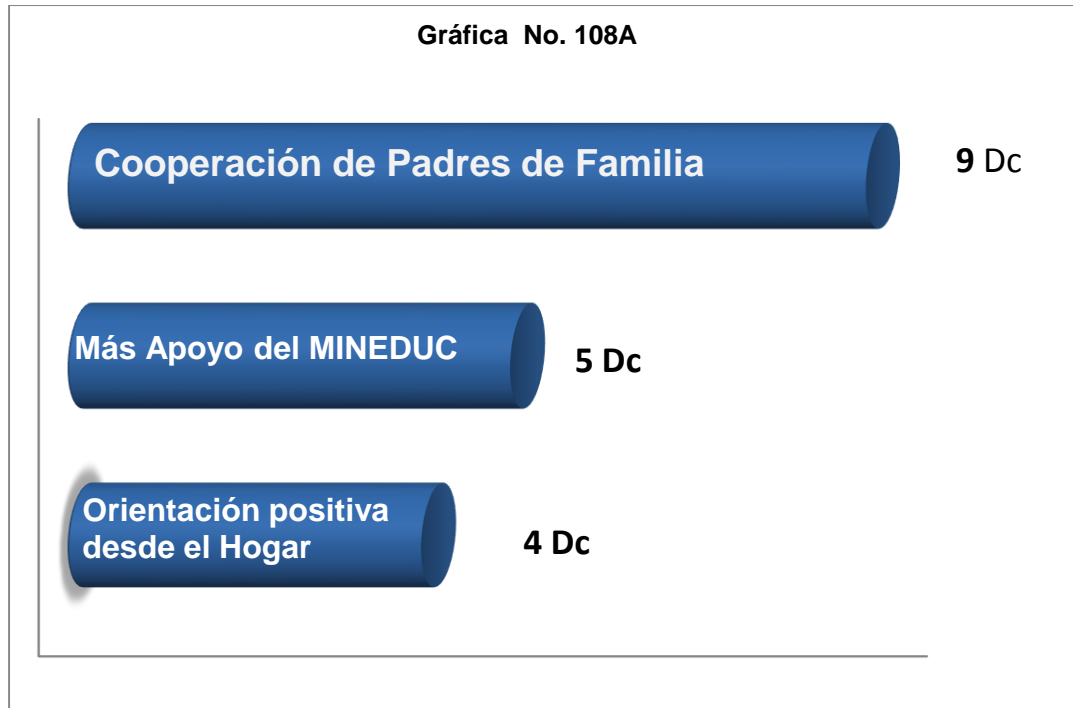 Gráfica No. 108A
Cooperación de Padres de Familia
9 Dc
Más Apoyo del MINEDUC
5 Dc
Orientación positiva
desde el Hogar
4 Dc